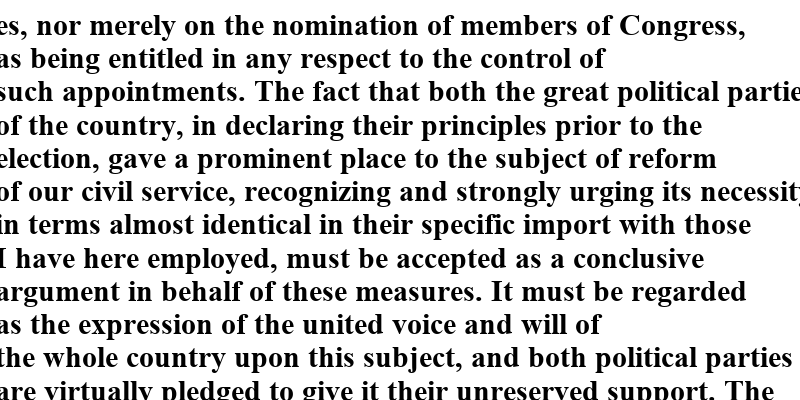 es, nor merely on the nomination of members of Congress,
as being entitled in any respect to the control of
such appointments. The fact that both the great political partie
of the country, in declaring their principles prior to the
election, gave a prominent place to the subject of reform
of our civil service, recognizing and strongly urging its necessity
in terms almost identical in their specific import with those
I have here employed, must be accepted as a conclusive
argument in behalf of these measures. It must be regarded
as the expression of the united voice and will of
the whole country upon this subject, and both political parties
are virtually pledged to give it their unreserved support. The